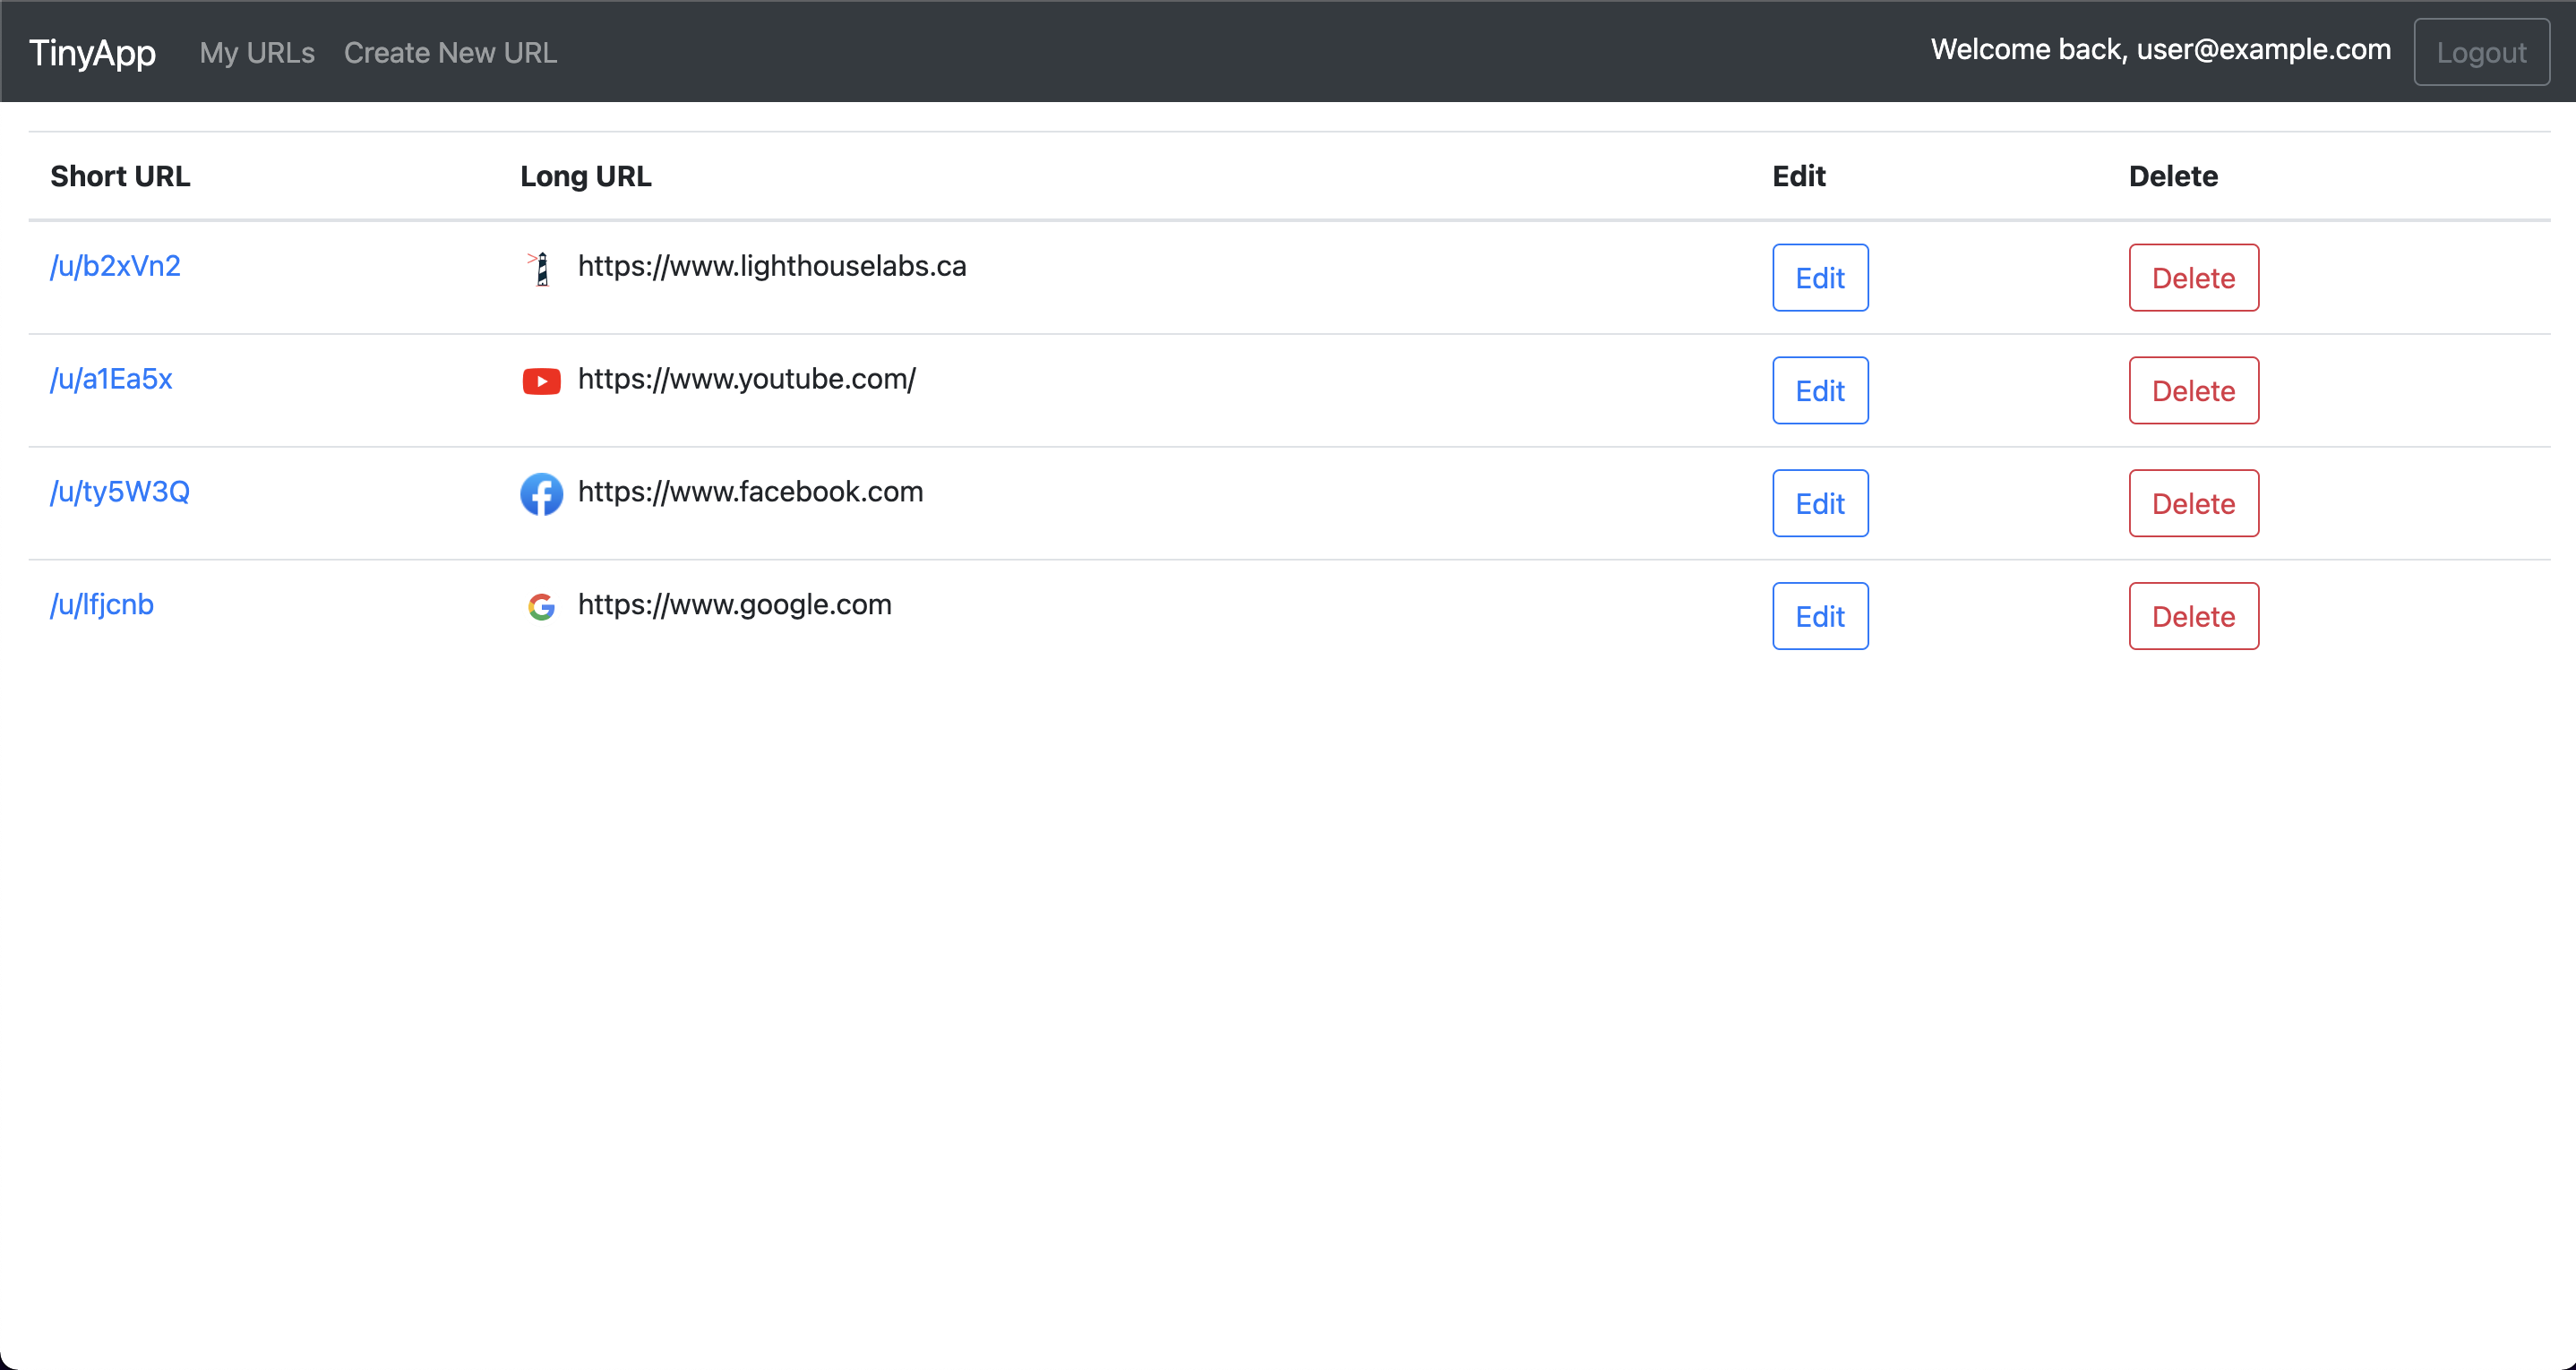 TinyApp My URLs Create New URL Welcome back, user@example.com Logout
Short URL Long URL Edit Delete
/u/b2xVn2 https://www.lighthouselabs.ca Edit Delete
/u/a1Ea5x https://www.youtube.com/ Edit Delete
/u/ty5W3Q https://www.facebook.com Edit Delete
/u/lfjcnb https://www.google.com Edit Delete